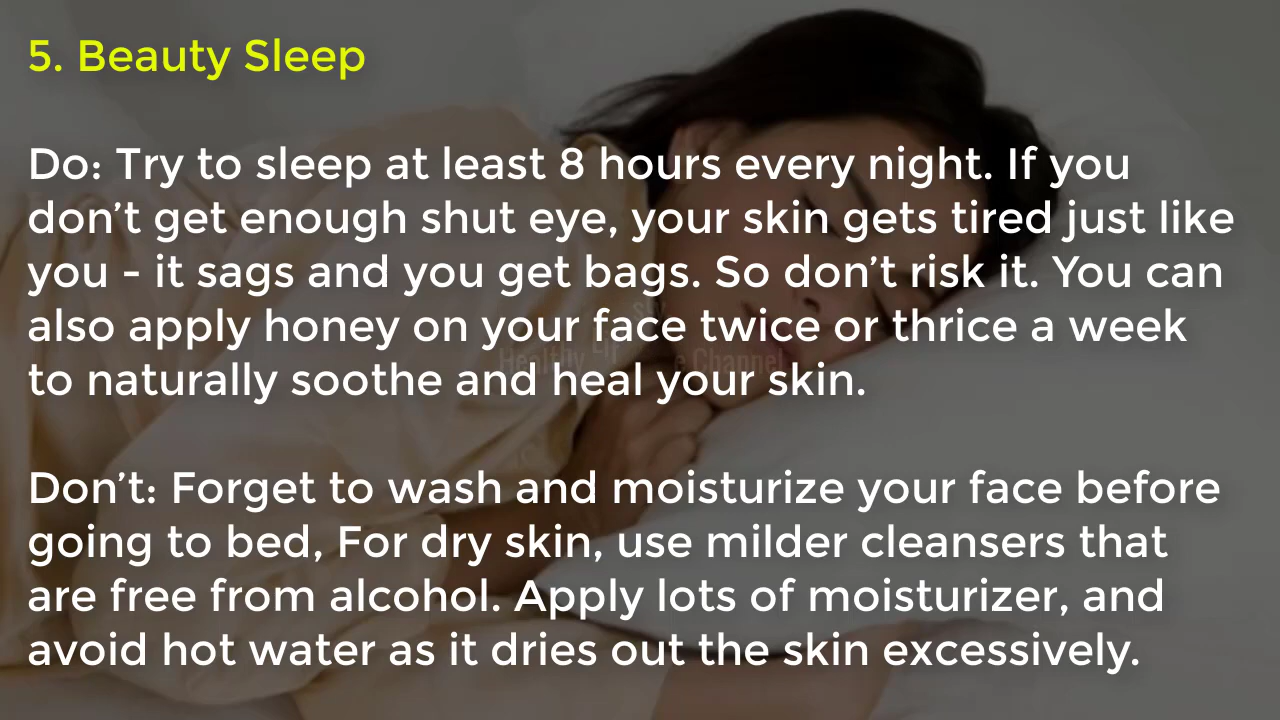 5. Beauty Sleep
Do: Try to sleep at least 8 hours every night. If you
don’t get enough shut eye, your skin gets tired just like
you - it sags and you get bags. So don’t risk it. You can
also apply honey on your face twice or thrice a week
to naturally soothe and heal your skin.
Don’t: Forget to wash and moisturize your face before
going to bed, For dry skin, use milder cleansers that
are free from alcohol. Apply lots of moisturizer, and
avoid hot water as it dries out the skin excessively.
Healthy
Channel